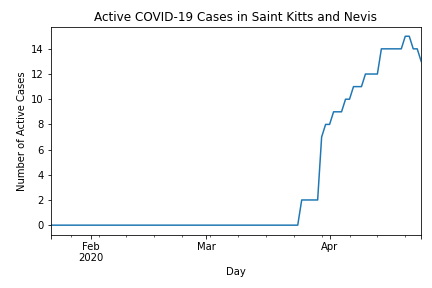 Active COVID-19 Cases in Saint Kitts and Nevis
Number of Active Cases
14
12
10
8
6
4
2
0
Feb Mar Apr
2020
Day